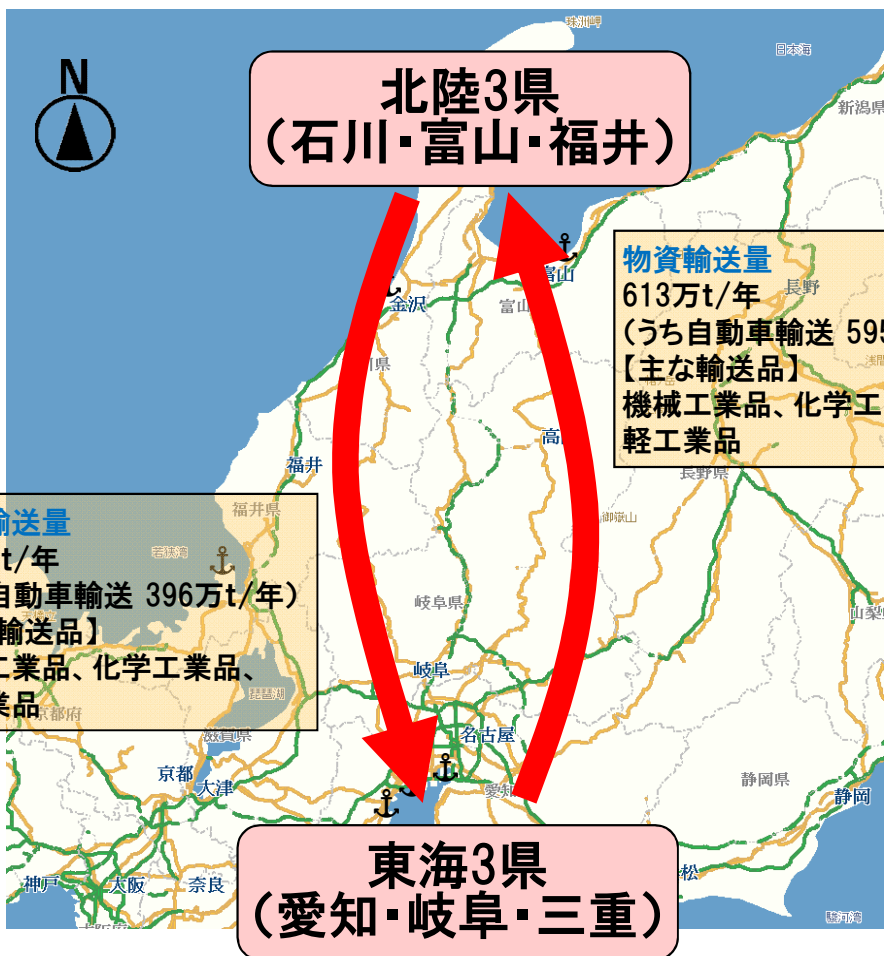 珠洲岬
日本海
N
北陸3県
（石川・富山・福井）
新潟県
物資輸送量
613万t/年
（うち自動車輸送 595
【主な輸送品】
機械工業品、化学工
軽工業品
長野
富山
富山
金沢
県
高
長野県
福井
福井県
御嶽山
輸送量
t/年
自動車輸送 396万t/年）
輸送品】
工業品、化学工業品、
業品
若狭湾
岐阜県
山梨
岐阜
琵琶湖
京都府
滋賀県
名古屋
京都
大津
愛知
静岡県
静岡
東海3県
（愛知・岐阜・三重）
神戸
大阪
奈良
松
駿河湾